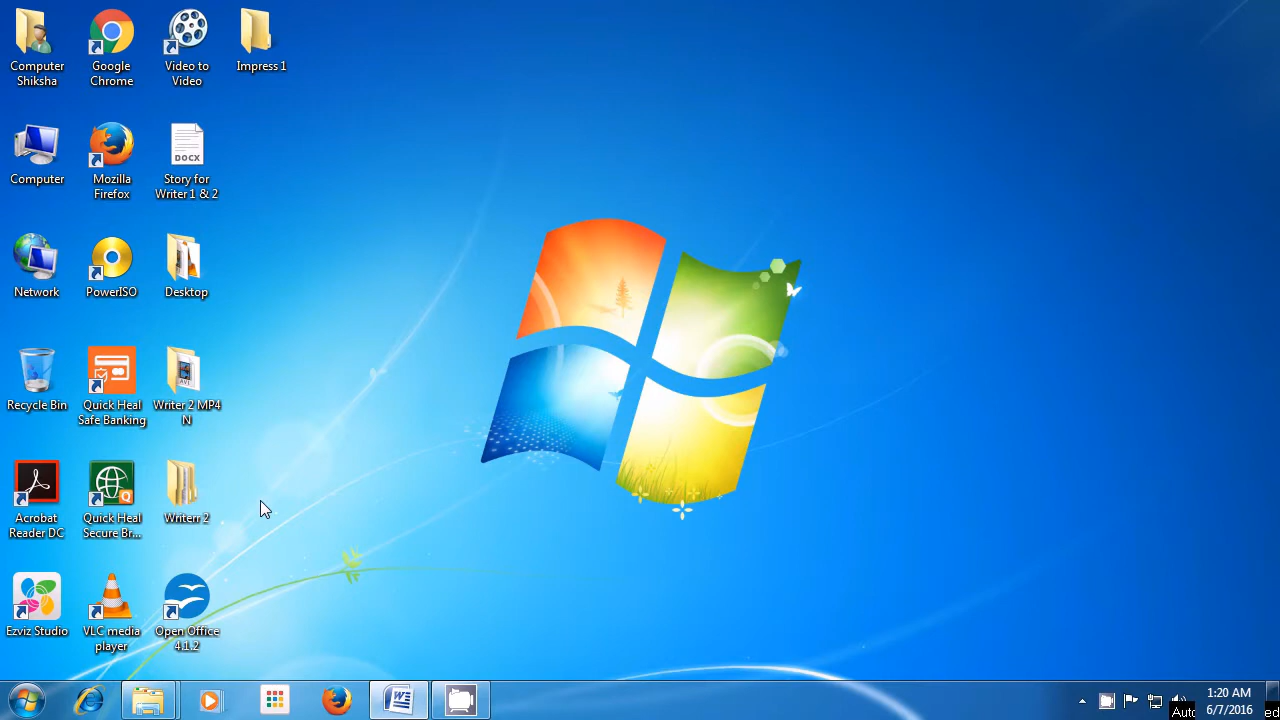 Computer
Shiksha
Google
Chrome
Video to
Video
Impress 1
Computer
Mozilla
Firefox
DOCX
Story for
Writer 1 & 2
Network
PowerISO
Desktop
Recycle Bin
Quick Heal
Safe Banking
Writer 2 MP4
N
Acrobat
Reader DC
Quick Heal
Secure Br...
Writerr 2
Ezviz Studio
VLC media
player
Open Office
4.1.2
1:20 AM
6/7/2016